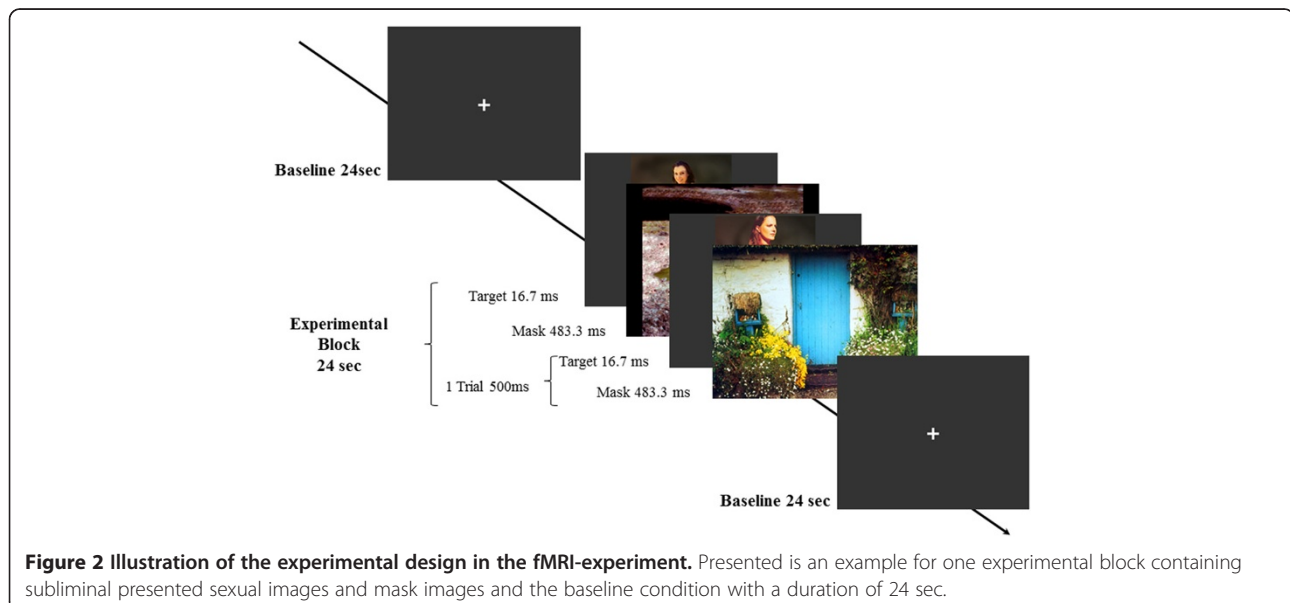 Baseline 24sec
Target 16.7 ms
Experimental
Block
24 sec
Mask 483.3 ms
Target 16.7 ms
1 Trial 500ms
Mask 483.3 ms
Baseline 24 sec
Figure 2 Illustration of the experimental design in the fMRI-experiment. Presented is an example for one experimental block containing
subliminal presented sexual images and mask images and the baseline condition with a duration of 24 sec.